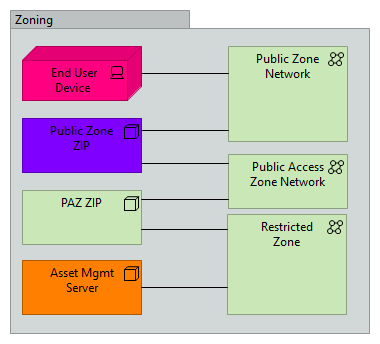 Zoning
End User
Device
Public Zone
Network
Public Zone
ZIP
Public Access
Zone Network
PAZ ZIP
Restricted
Zone
Asset Mgmt
Server